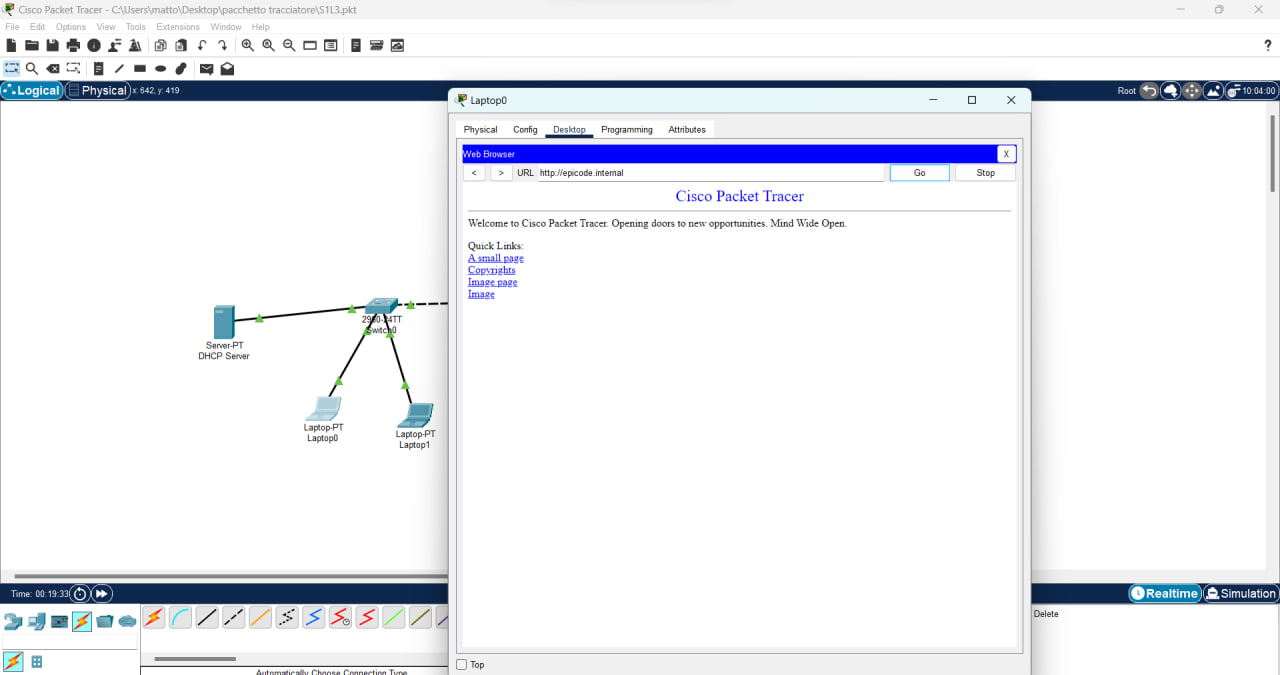 Cisco Packet Tracer - C:\Users\matto\Desktop\pacchetto tracciatore\S1L3.pkt
File Edit Options View Tools Extensions Window Help
?
Logical Physical x: 642, y: 419
Root 10:04:00
Laptop0
Physical Config Desktop Programming Attributes
Web Browser X
< > URL http://epicode.internal Go Stop
Cisco Packet Tracer
Welcome to Cisco Packet Tracer. Opening doors to new opportunities. Mind Wide Open.
Quick Links:
A small page
Copyrights
Image page
Image
2960-24TT
Switch0
Server-PT
DHCP Server
Laptop-PT
Laptop0
Laptop-PT
Laptop1
Time: 00:19:33
Realtime Simulation
Delete
Top
Automatically Choose Connection Type